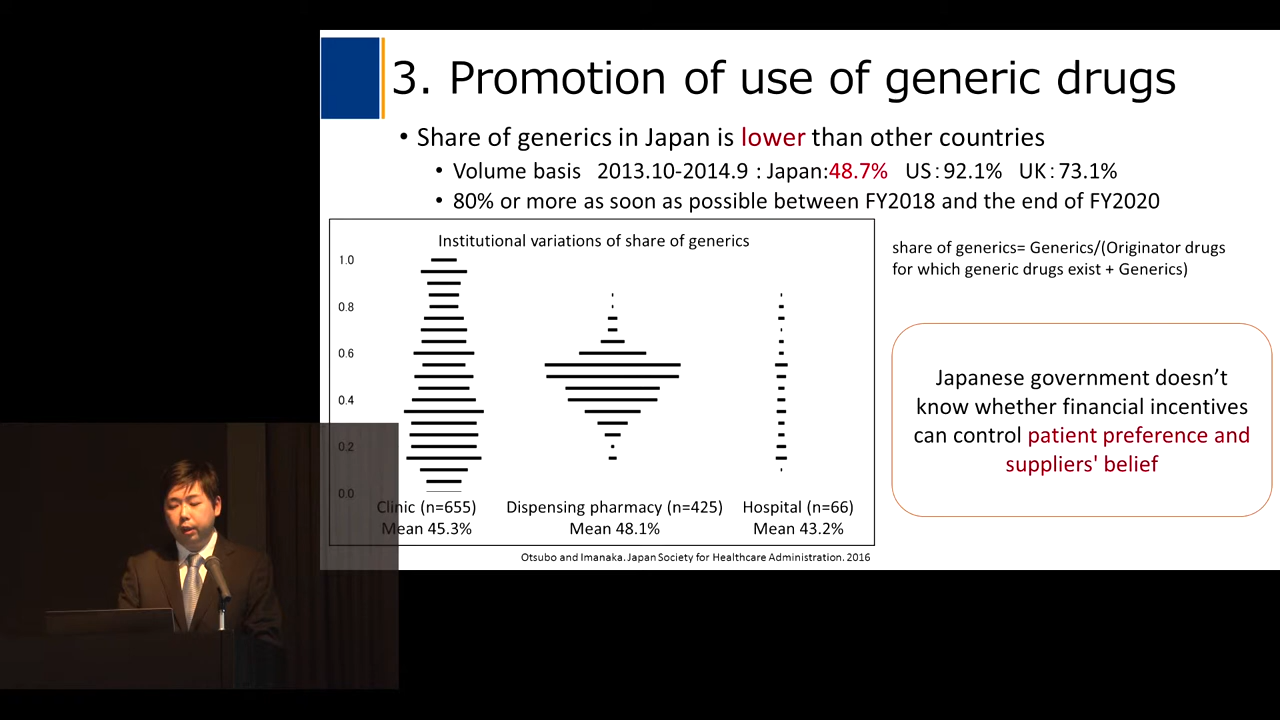 3. Promotion of use of generic drugs
• Share of generics in Japan is lower than other countries
• Volume basis 2013.10-2014.9 : Japan:48.7% US:92.1% UK:73.1%
• 80% or more as soon as possible between FY2018 and the end of FY2020
Institutional variations of share of generics
1.0
0.8
0.6
0.4
0.2
0.0
Clinic (n=655) Dispensing pharmacy (n=425) Hospital (n=66)
Mean 45.3% Mean 48.1% Mean 43.2%
Otsubo and Imanaka. Japan Society for Healthcare Administration. 2016
share of generics= Generics/(Originator drugs
for which generic drugs exist + Generics)
Japanese government doesn't
know whether financial incentives
can control patient preference and
suppliers' belief